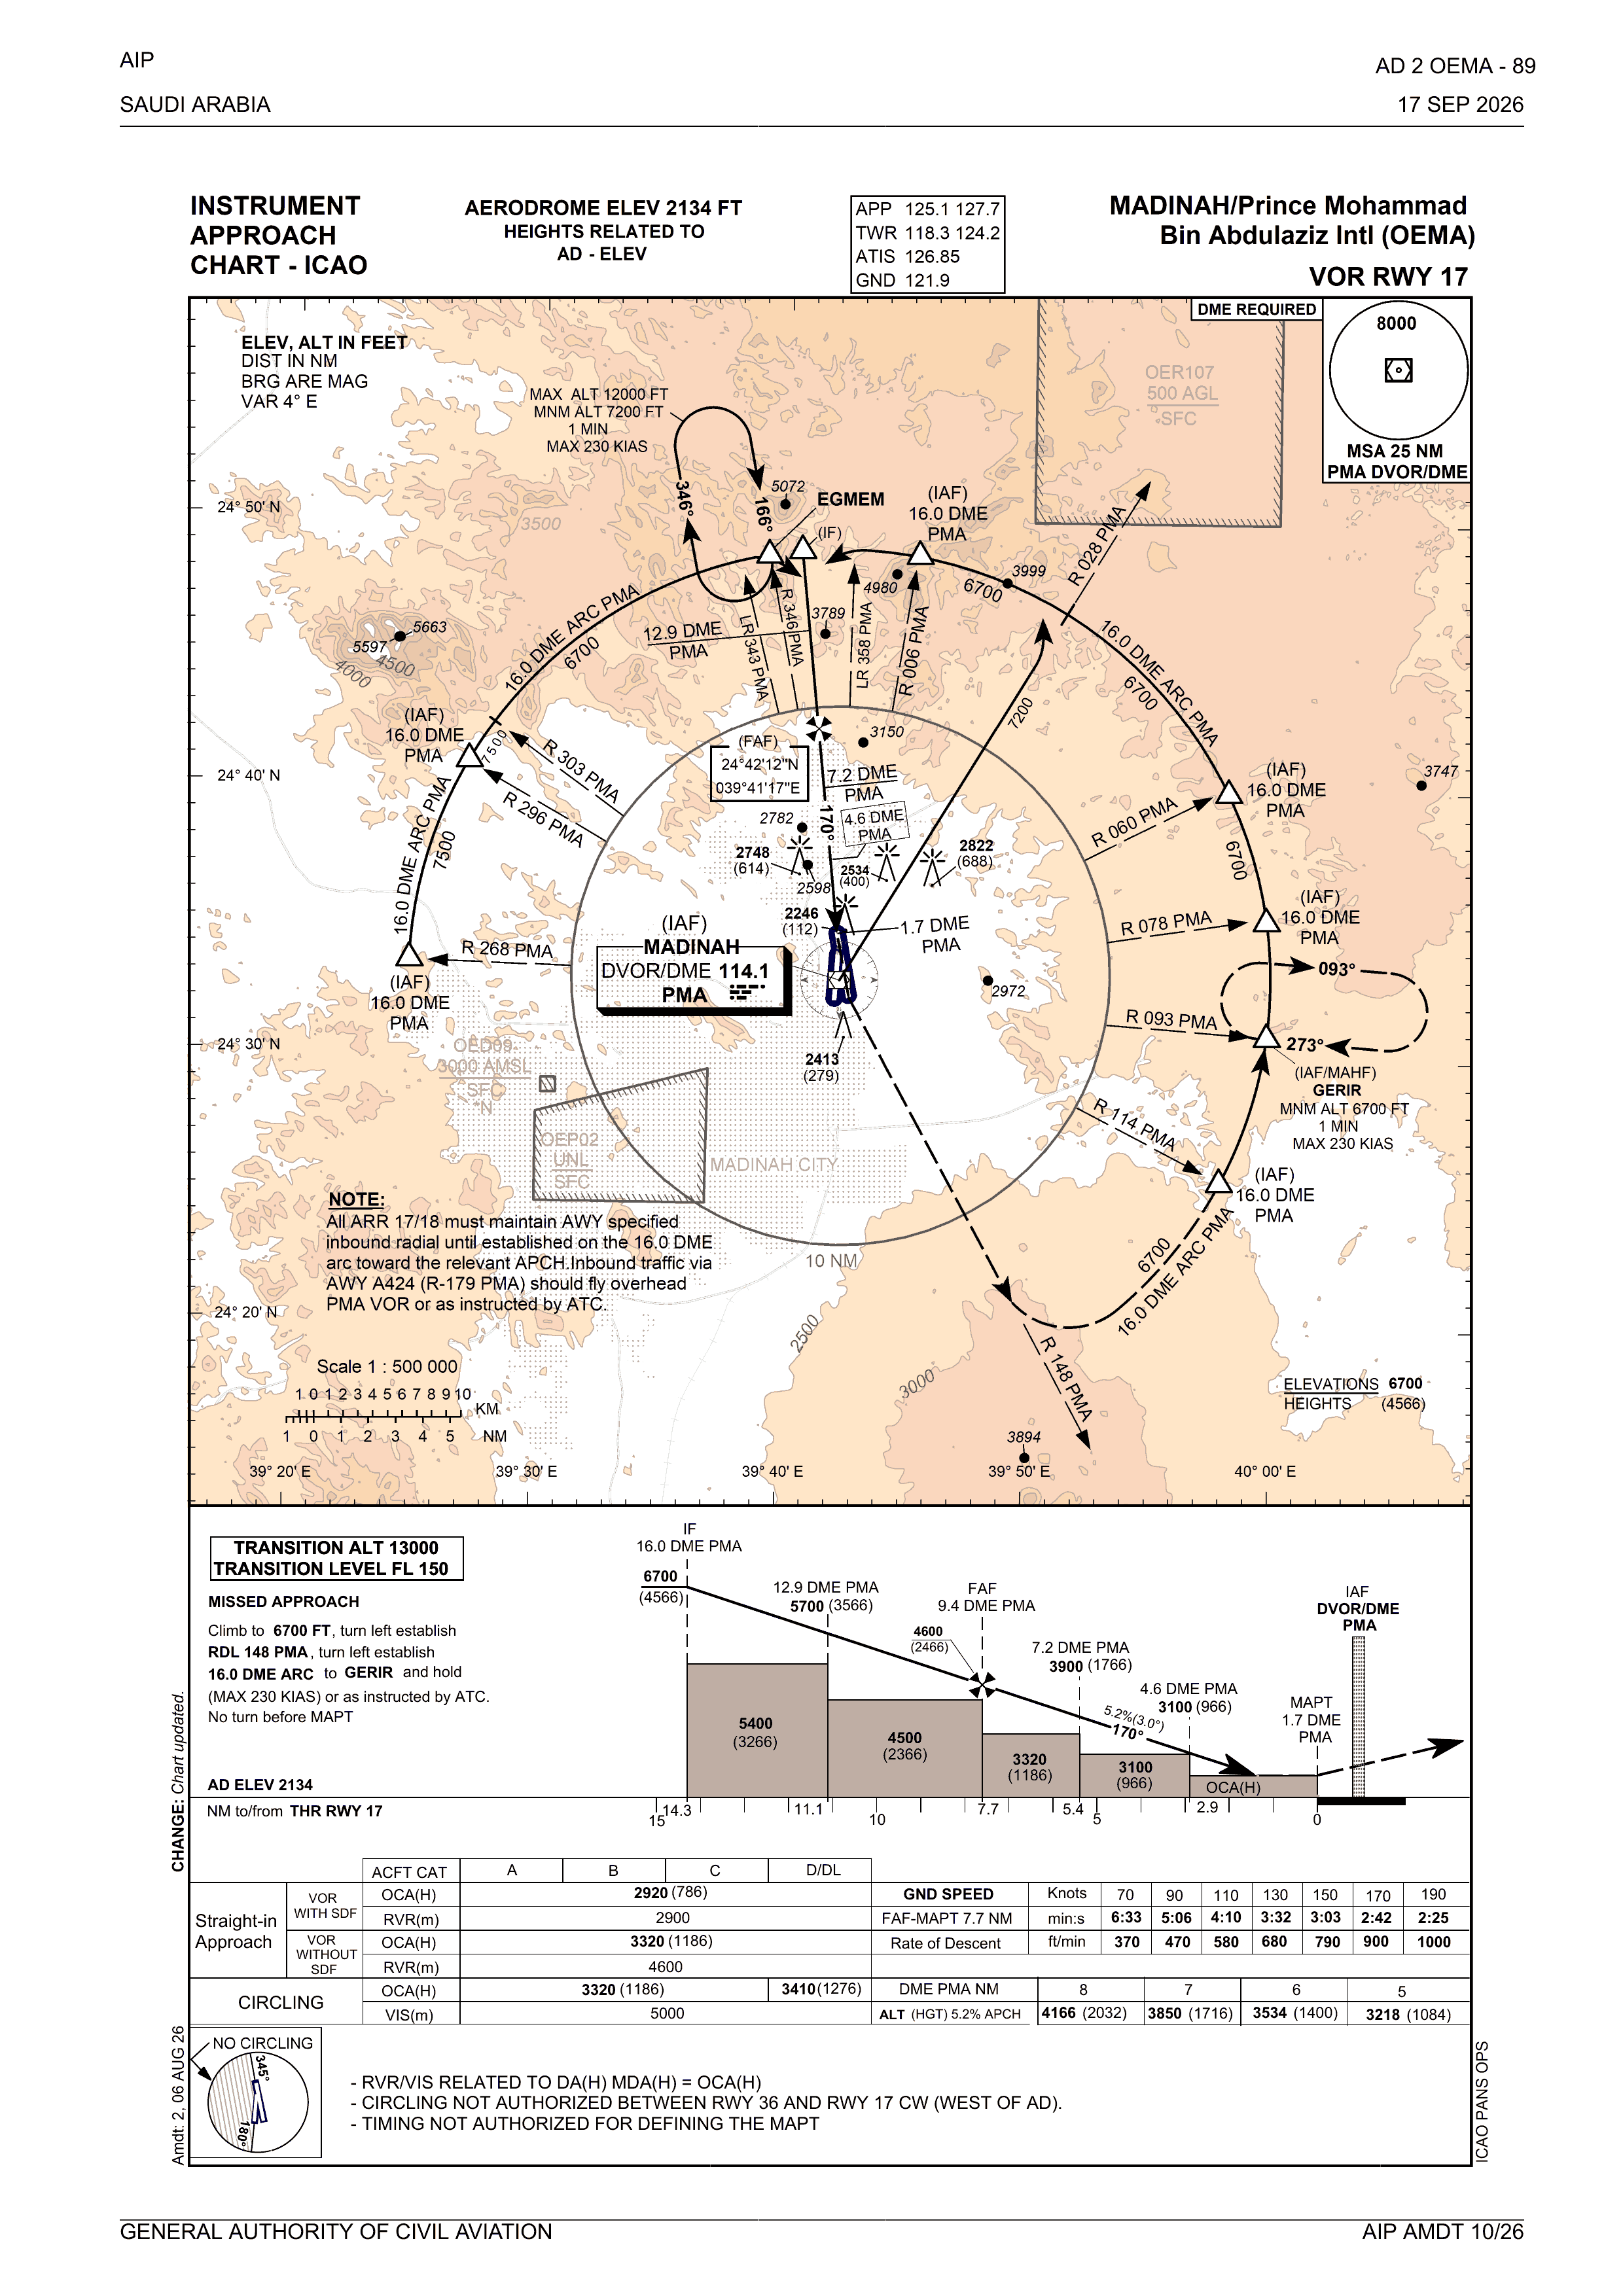 AIP
AD 2 OEMA - 89
SAUDI ARABIA
17 SEP 2026
INSTRUMENT
APPROACH
CHART - ICAO
AERODROME ELEV 2134 FT
HEIGHTS RELATED TO
AD - ELEV
APP 125.1 127.7
TWR 118.3 124.2
ATIS 126.85
GND 121.9
MADINAH/Prince Mohammad
Bin Abdulaziz Intl (OEMA)
VOR RWY 17
ELEV, ALT IN FEET
DIST IN NM
BRG ARE MAG
VAR 4° E
MAX ALT 12000 FT
MNM ALT 7200 FT
1 MIN
MAX 230 KIAS
DME REQUIRED
8000
MSA 25 NM
PMA DVOR/DME
OER107
500 AGL
SFC
24° 50' N
3500
346°
166°
5072
EGMEM
(IF)
(IAF)
16.0 DME
PMA
4980
6700
3999
R 028 PMA
5663
5597
4500
4000
16.0 DME ARC PMA
6700
12.9 DME
PMA
LR 343 PMA
R 346 PMA
3789
LR 358 PMA
R 006 PMA
16.0 DME ARC PMA
6700
7200
(IAF)
16.0 DME
PMA
7500
R 303 PMA
R 296 PMA
(FAF)
24°42'12"N
039°41'17"E
3150
7.2 DME
PMA
170°
24° 40' N
16.0 DME ARC PMA
7500
2782
4.6 DME
PMA
2748
(614)
2598
2534
(400)
2822
(688)
R 060 PMA
(IAF)
16.0 DME
PMA
3747
6700
(IAF)
MADINAH
DVOR/DME 114.1
PMA
2246
(112)
1.7 DME
PMA
R 078 PMA
(IAF)
16.0 DME
PMA
R 268 PMA
(IAF)
16.0 DME
PMA
2972
093°
R 093 PMA
273°
(IAF/MAHF)
GERIR
MNM ALT 6700 FT
1 MIN
MAX 230 KIAS
24° 30' N
OED09
3000 AMSL
SFC
*N
2413
(279)
OEP02
UNL
SFC
MADINAH CITY
R 114 PMA
(IAF)
16.0 DME
PMA
6700
16.0 DME ARC PMA
NOTE:
All ARR 17/18 must maintain AWY specified
inbound radial until established on the 16.0 DME
arc toward the relevant APCH.Inbound traffic via
AWY A424 (R-179 PMA) should fly overhead
PMA VOR or as instructed by ATC.
10 NM
24° 20' N
2500
3000
R 148 PMA
3894
Scale 1 : 500 000
1 0 1 2 3 4 5 6 7 8 9 10
KM
1 0 1 2 3 4 5 NM
ELEVATIONS 6700
HEIGHTS (4566)
39° 20' E
39° 30' E
39° 40' E
39° 50' E
40° 00' E
TRANSITION ALT 13000
TRANSITION LEVEL FL 150
MISSED APPROACH
Climb to 6700 FT, turn left establish
RDL 148 PMA, turn left establish
16.0 DME ARC to GERIR and hold
(MAX 230 KIAS) or as instructed by ATC.
No turn before MAPT
IF
16.0 DME PMA
6700
(4566)
12.9 DME PMA
5700 (3566)
FAF
9.4 DME PMA
4600
(2466)
7.2 DME PMA
3900 (1766)
4.6 DME PMA
3100 (966)
5.2%(3.0°)
170°
MAPT
1.7 DME
PMA
IAF
DVOR/DME
PMA
5400
(3266)
4500
(2366)
3320
(1186)
3100
(966)
OCA(H)
AD ELEV 2134
NM to/from THR RWY 17
15 14.3 11.1 10 7.7 5.4 5 2.9 0
CHANGE: Chart updated.
ACFT CAT A B C D/DL
Straight-in
Approach
VOR
WITH SDF
OCA(H) 2920 (786)
RVR(m) 2900
VOR
WITHOUT
SDF
OCA(H) 3320 (1186)
RVR(m) 4600
CIRCLING
OCA(H) 3320 (1186) 3410(1276)
VIS(m) 5000
GND SPEED Knots 70 90 110 130 150 170 190
FAF-MAPT 7.7 NM min:s 6:33 5:06 4:10 3:32 3:03 2:42 2:25
Rate of Descent ft/min 370 470 580 680 790 900 1000
DME PMA NM 8 7 6 5
ALT (HGT) 5.2% APCH 4166 (2032) 3850 (1716) 3534 (1400) 3218 (1084)
NO CIRCLING
345°
180°
- RVR/VIS RELATED TO DA(H) MDA(H) = OCA(H)
- CIRCLING NOT AUTHORIZED BETWEEN RWY 36 AND RWY 17 CW (WEST OF AD).
- TIMING NOT AUTHORIZED FOR DEFINING THE MAPT
Amdt: 2, 06 AUG 26
ICAO PANS OPS
GENERAL AUTHORITY OF CIVIL AVIATION
AIP AMDT 10/26